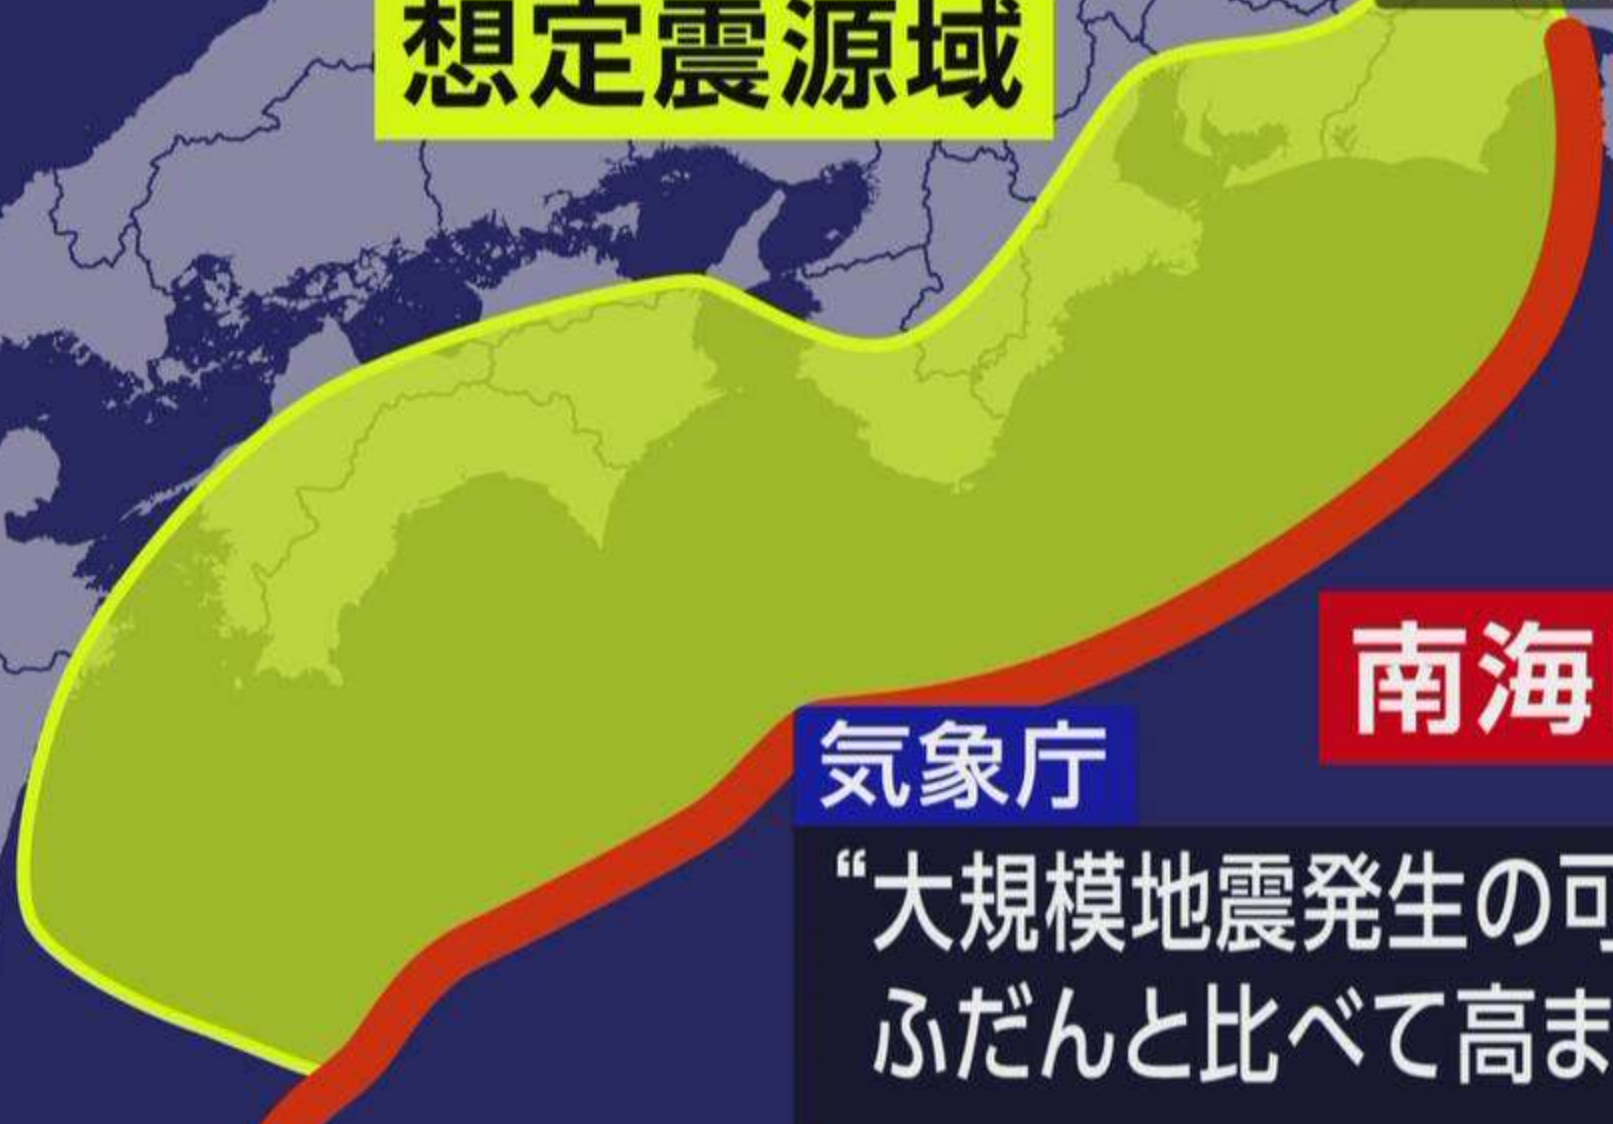 想定震源域
南海
気象庁
“大規模地震発生の可
ふだんと比べて高ま